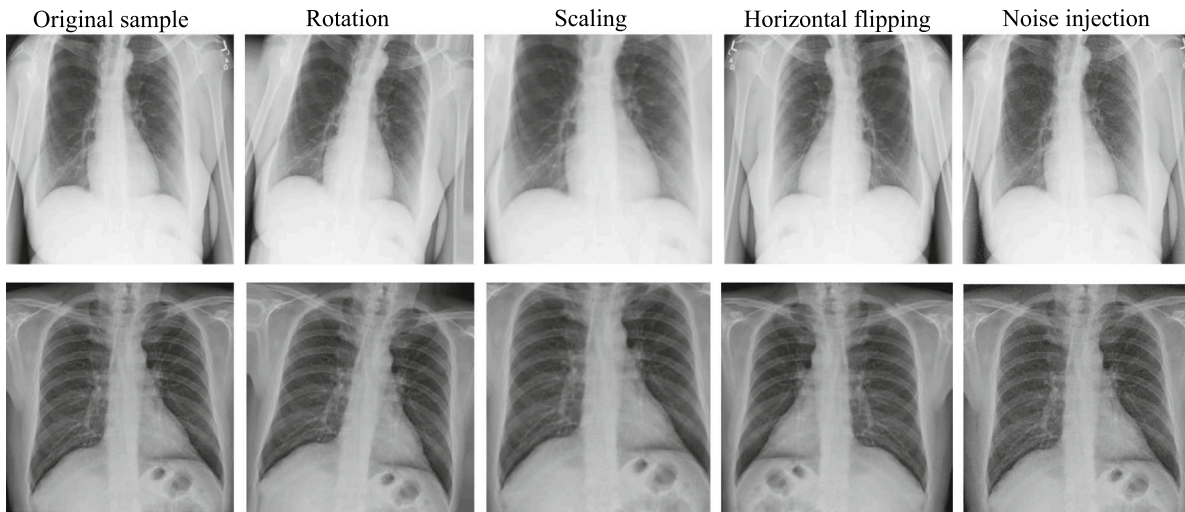 Original sample
Rotation
Scaling
Horizontal flipping
Noise injection